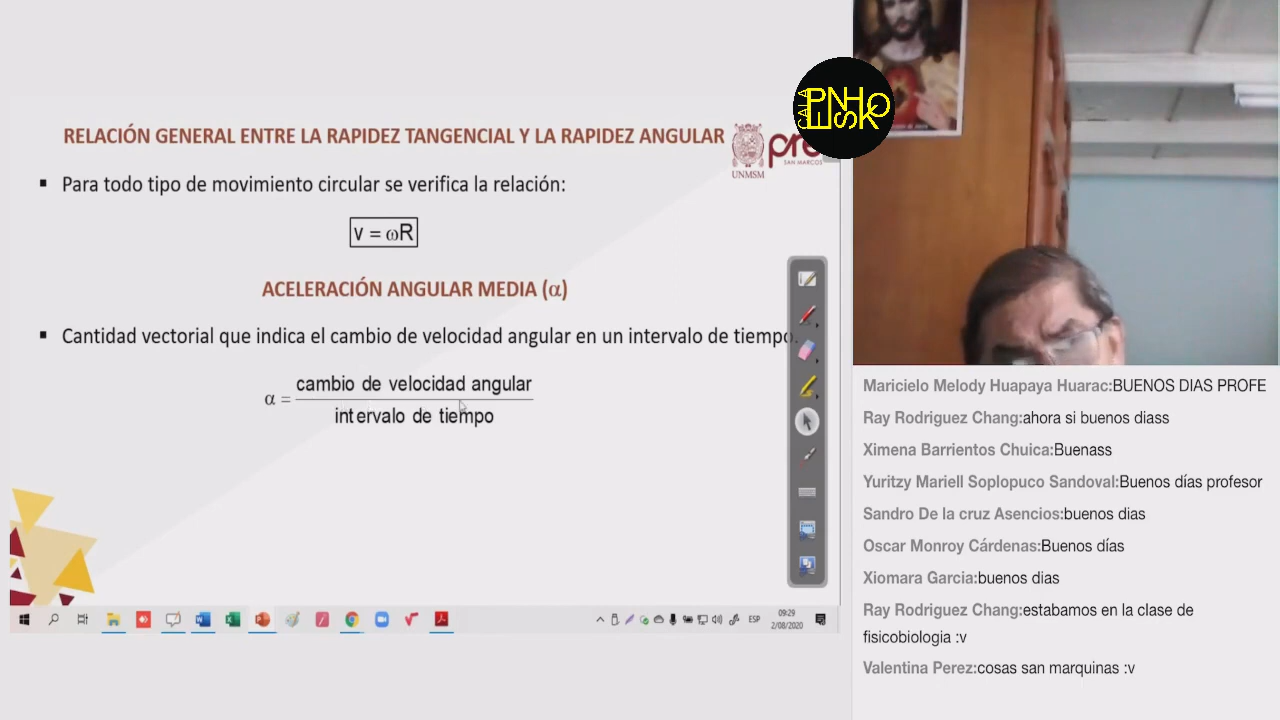 RELACIÓN GENERAL ENTRE LA RAPIDEZ TANGENCIAL Y LA RAPIDEZ ANGULAR
UNMSM
pre
SAN MARCOS
▪ Para todo tipo de movimiento circular se verifica la relación:
v = ωR
ACELERACIÓN ANGULAR MEDIA (α)
▪ Cantidad vectorial que indica el cambio de velocidad angular en un intervalo de tiempo.
α = cambio de velocidad angular
intervalo de tiempo
ESP
09:29
2/08/2020
Maricielo Melody Huapaya Huarac:BUENOS DIAS PROFE
Ray Rodriguez Chang:ahora si buenos diass
Ximena Barrientos Chuica:Buenass
Yuritzy Mariell Soplopuco Sandoval:Buenos días profesor
Sandro De la cruz Asencios:buenos dias
Oscar Monroy Cárdenas:Buenos días
Xiomara Garcia:buenos dias
Ray Rodriguez Chang:estabamos en la clase de
fisicobiologia :v
Valentina Perez:cosas san marquinas :v